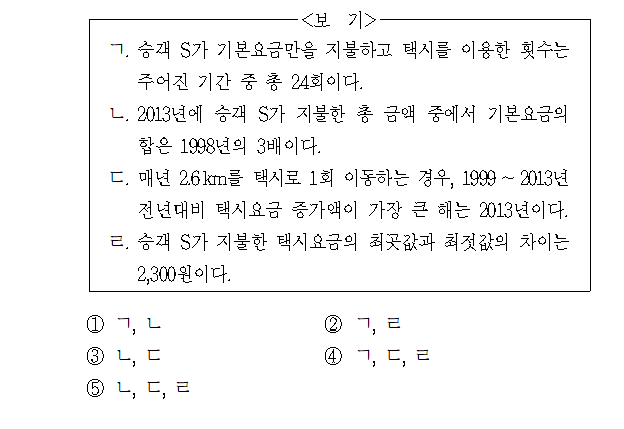 <보 기>
ㄱ. 승객 S가 기본요금만을 지불하고 택시를 이용한 횟수는
주어진 기간 중 총 24회이다.
ㄴ. 2013년에 승객 S가 지불한 총 금액 중에서 기본요금의
합은 1998년의 3배이다.
ㄷ. 매년 2.6km를 택시로 1회 이동하는 경우, 1999 ~ 2013년
전년대비 택시요금 증가액이 가장 큰 해는 2013년이다.
ㄹ. 승객 S가 지불한 택시요금의 최곳값과 최젓값의 차이는
2,300원이다.
① ㄱ, ㄴ ② ㄱ, ㄹ
③ ㄴ, ㄷ ④ ㄱ, ㄷ, ㄹ
⑤ ㄴ, ㄷ, ㄹ